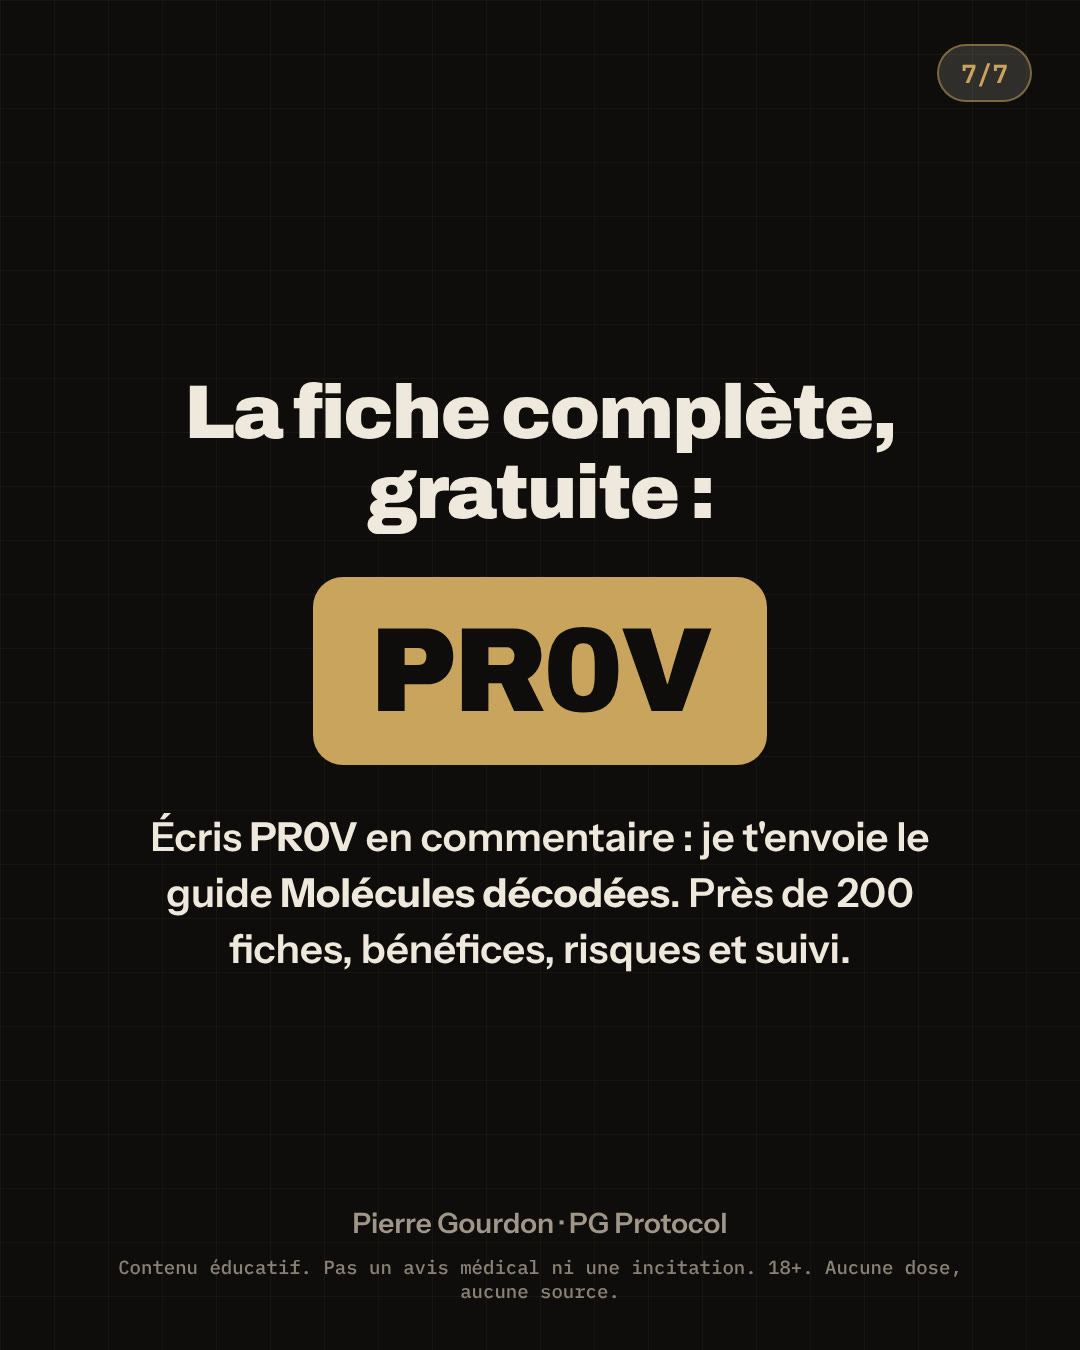 7/7
La fiche complète,
gratuite :
PR0V
Écris PR0V en commentaire : je t'envoie le
guide Molécules décodées. Près de 200
fiches, bénéfices, risques et suivi.
Pierre Gourdon · PG Protocol
Contenu éducatif. Pas un avis médical ni une incitation. 18+. Aucune dose,
aucune source.